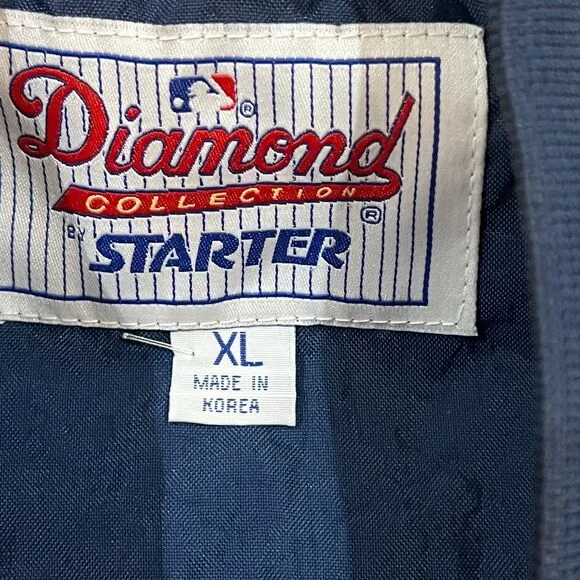 Diamond ®
COLLECTION ®
BY STARTER
XL
MADE IN
KOREA